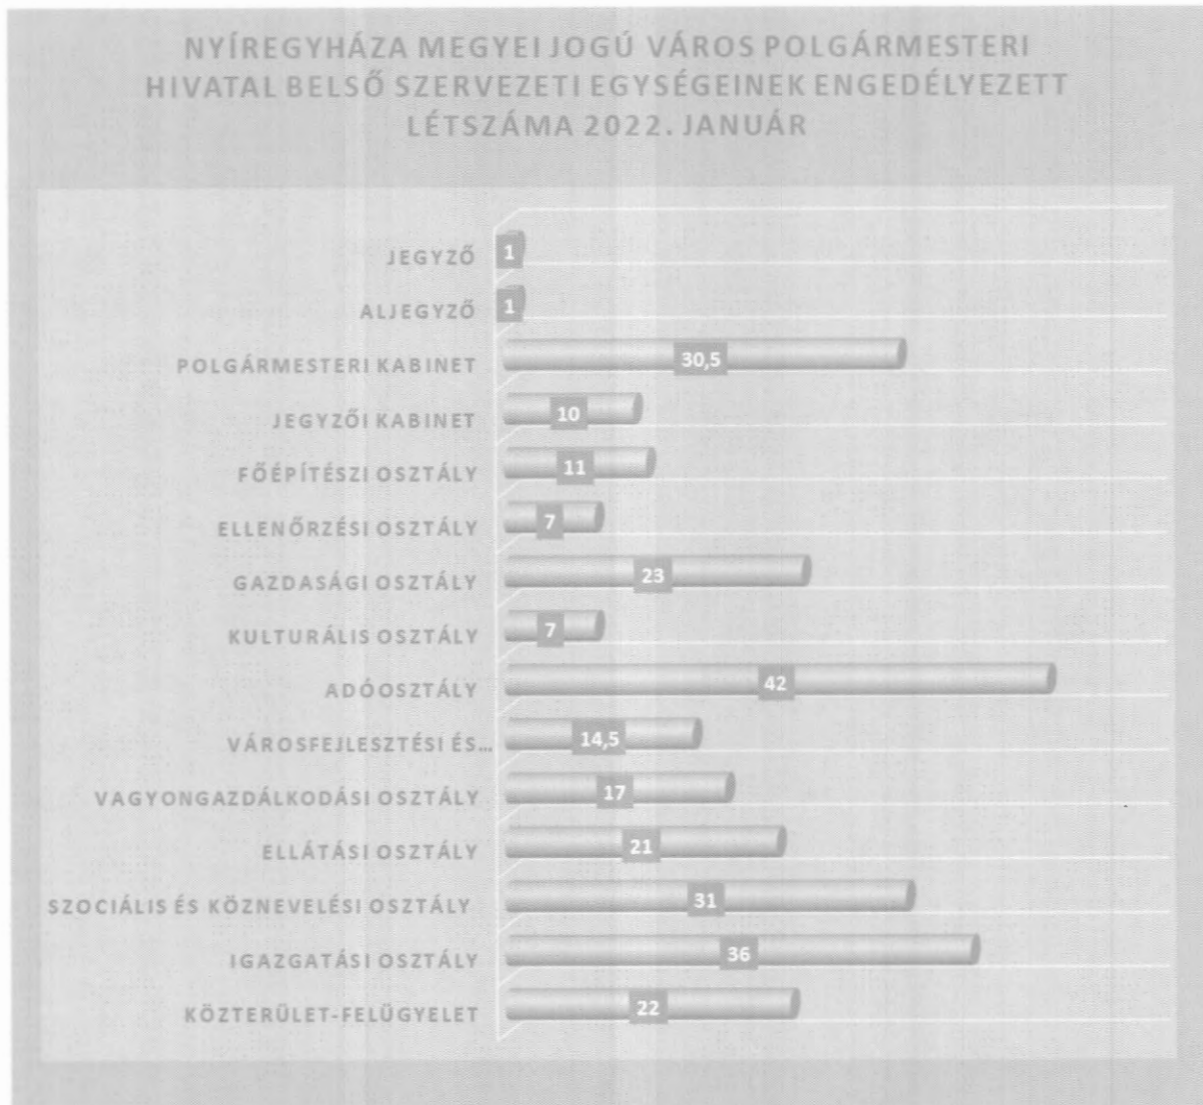 NYÍREGYHÁZA MEGYEI JOGÚ VÁROS POLGÁRMESTERI
HIVATAL BELSŐ SZERVEZETI EGYSÉGEINEK ENGEDÉLYEZETT
LÉTSZÁMA 2022. JANUÁR
JEGYZŐ 1
ALJEGYZŐ 1
POLGÁRMESTERI KABINET 30,5
JEGYZŐI KABINET 10
FŐÉPÍTÉSZI OSZTÁLY 11
ELLENŐRZÉSI OSZTÁLY 7
GAZDASÁGI OSZTÁLY 23
KULTURÁLIS OSZTÁLY 7
ADÓOSZTÁLY 42
VÁROSFEJLESZTÉSI ÉS... 14,5
VAGYONGAZDÁLKODÁSI OSZTÁLY 17
ELLÁTÁSI OSZTÁLY 21
SZOCIÁLIS ÉS KÖZNEVELÉSI OSZTÁLY 31
IGAZGATÁSI OSZTÁLY 36
KÖZTERÜLET-FELÜGYELET 22